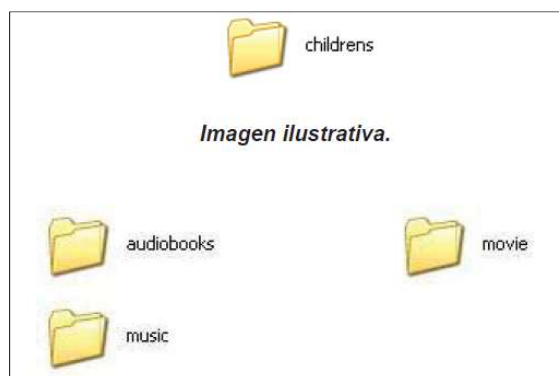 childrens
Imagen ilustrativa.
audiobooks
movie
music